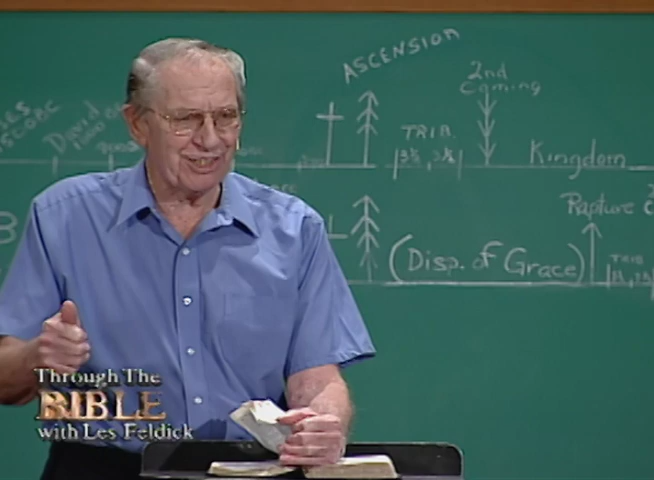 ASCENSION
2nd
Coming
David
TRIB.
3½, 3½
Kingdom
Rapture
(Disp. of Grace)
TRIB
Through The
BIBLE
with Les Feldick